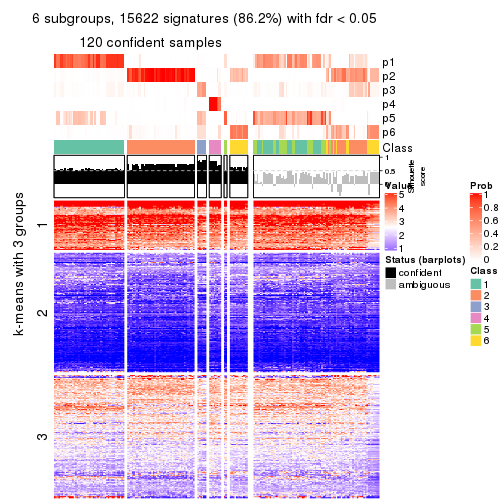 6 subgroups, 15622 signatures (86.2%) with fdr < 0.05
120 confident samples
p1
p2
p3
p4
p5
p6
Class
1
0.5
0
Silhouette
score
k-means with 3 groups
1
2
3
Value
5
4
3
2
1
Status (barplots)
confident
ambiguous
Prob
1
0.8
0.6
0.4
0.2
0
Class
1
2
3
4
5
6